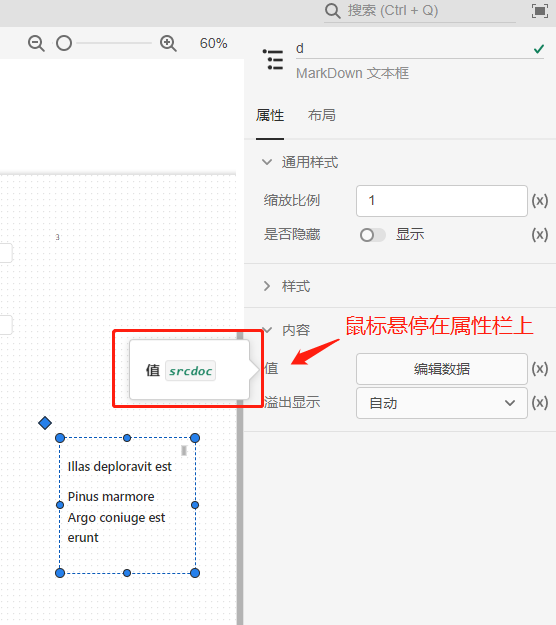 搜索 (Ctrl + Q)
60%
d
MarkDown 文本框
属性
布局
通用样式
缩放比例
1
(x)
是否隐藏
显示
(x)
样式
内容
鼠标悬停在属性栏上
值 srcdoc
值
编辑数据
(x)
溢出显示
自动
(x)
3
Illas deploravit est
Pinus marmore
Argo coniuge est
erunt